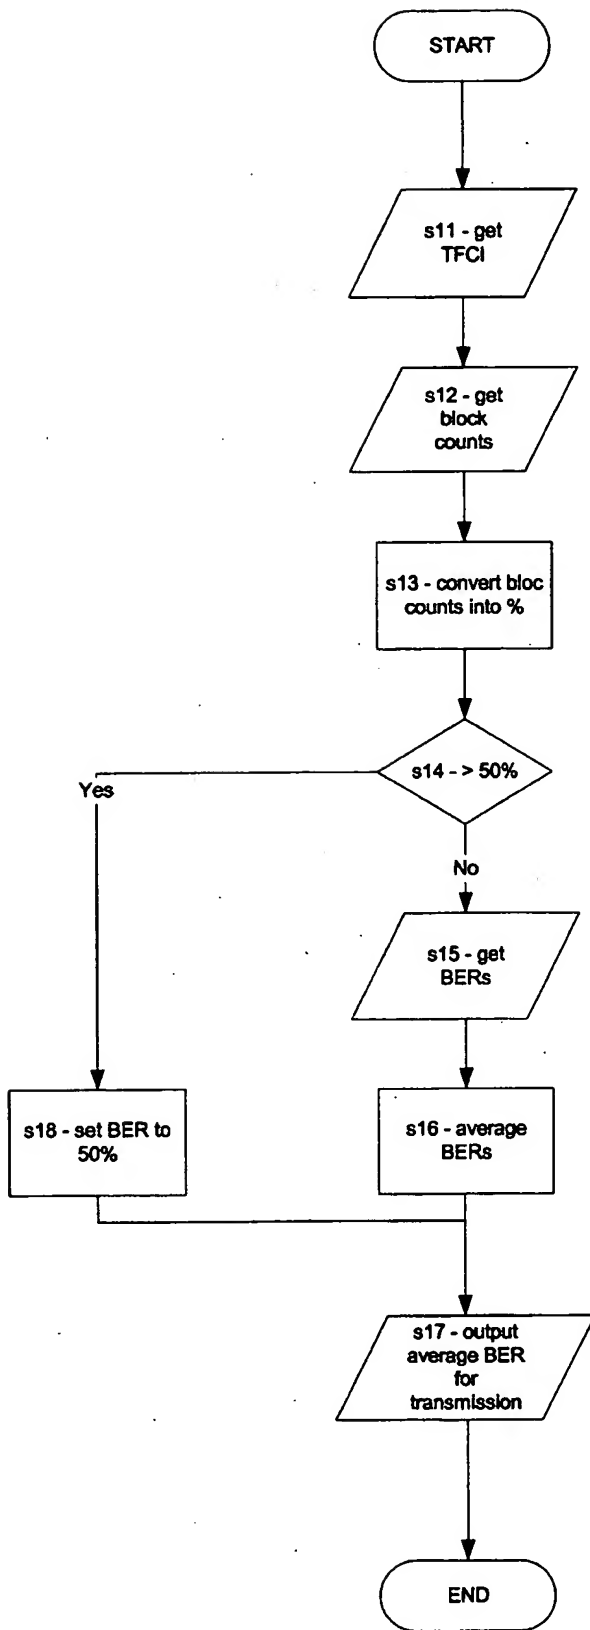 START
s11 - get
TFCI
s12 - get
block
counts
s13 - convert bloc
counts into %
s14 - > 50%
Yes
No
s15 - get
BERs
s18 - set BER to
50%
s16 - average
BERs
s17 - output
average BER
for
transmission
END